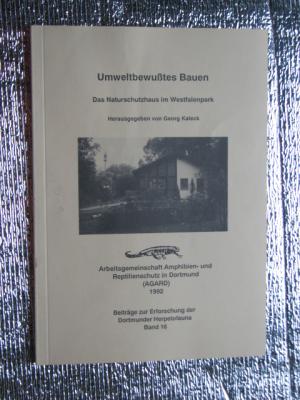 Umweltbewußtes Bauen
Das Naturschutzhaus im Westfalenpark
Herausgegeben von Georg Kaleck
Arbeitsgemeinschaft Amphibien- und
Reptilienschutz in Dortmund
(AGARD)
1992
Beiträge zur Erforschung der
Dortmunder Herpetofauna
Band 16